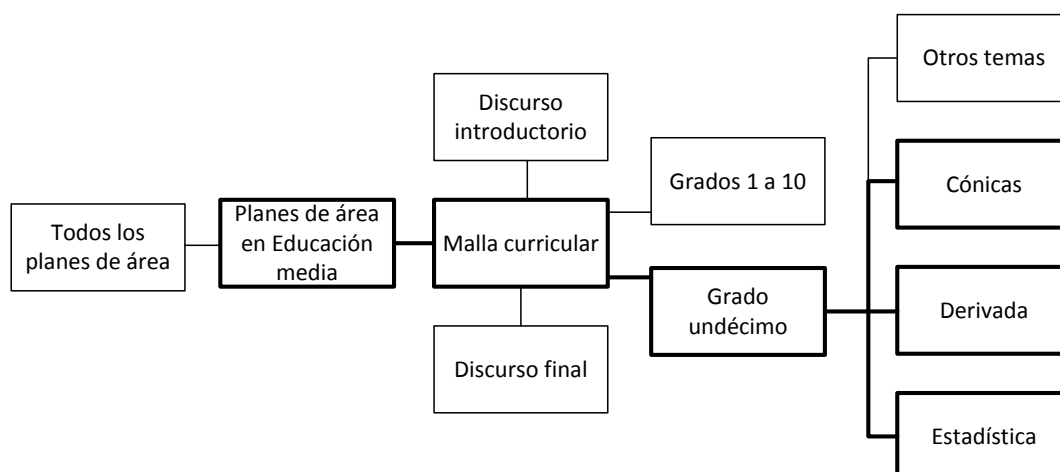 Todos los
planes de área
Planes de área
en Educación
media
Discurso
introductorio
Malla curricular
Discurso final
Grados 1 a 10
Grado
undécimo
Otros temas
Cónicas
Derivada
Estadística